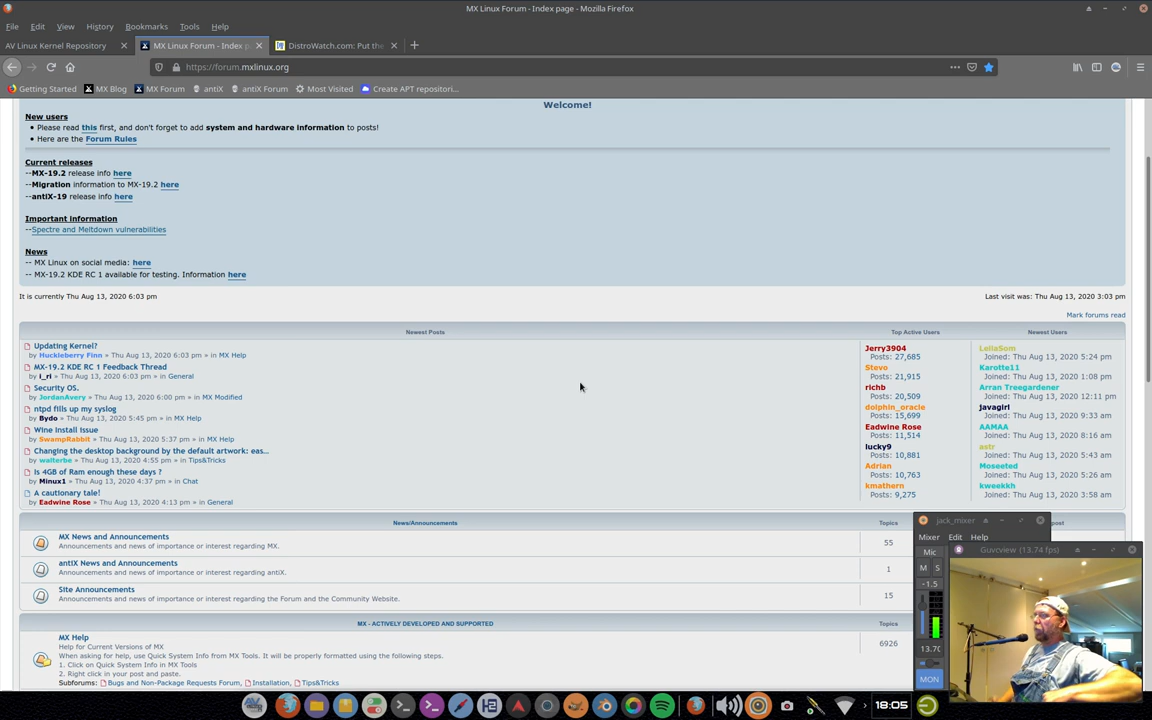 MX Linux Forum - Index page - Mozilla Firefox
File Edit View History Bookmarks Tools Help
AV Linux Kernel Repository MX Linux Forum - Index p DistroWatch.com: Put the
https://forum.mxlinux.org
Getting Started MX Blog MX Forum antiX antiX Forum Most Visited Create APT repositori...
Welcome!
New users
Please read this first, and don't forget to add system and hardware information to posts!
Here are the Forum Rules
Current releases
--MX-19.2 release info here
--Migration information to MX-19.2 here
--antiX-19 release info here
Important information
--Spectre and Meltdown vulnerabilities
News
-- MX Linux on social media: here
-- MX-19.2 KDE RC 1 available for testing. Information here
It is currently Thu Aug 13, 2020 6:03 pm Last visit was: Thu Aug 13, 2020 3:03 pm
Mark forums read
Newest Posts Top Active Users Newest Users
Updating Kernel?
by Huckleberry Finn » Thu Aug 13, 2020 6:03 pm » in MX Help
MX-19.2 KDE RC 1 Feedback Thread
by i_ri » Thu Aug 13, 2020 6:03 pm » in General
Security OS.
by JordanAvery » Thu Aug 13, 2020 6:00 pm » in MX Modified
ntpd fills up my syslog
by Bydo » Thu Aug 13, 2020 5:45 pm » in MX Help
Wine Install Issue
by SwampRabbit » Thu Aug 13, 2020 5:37 pm » in MX Help
Changing the desktop background by the default artwork: eas...
by walterbe » Thu Aug 13, 2020 4:55 pm » in Tips&Tricks
Is 4GB of Ram enough these days ?
by Minux1 » Thu Aug 13, 2020 4:37 pm » in Chat
A cautionary tale!
by Eadwine Rose » Thu Aug 13, 2020 4:13 pm » in General
Jerry3904
Posts: 27,685
Stevo
Posts: 21,915
richb
Posts: 20,509
dolphin_oracle
Posts: 15,699
Eadwine Rose
Posts: 11,514
lucky9
Posts: 10,881
Adrian
Posts: 10,763
kmathern
Posts: 9,275
LeilaSom
Joined: Thu Aug 13, 2020 5:24 pm
Karotte11
Joined: Thu Aug 13, 2020 1:08 pm
Arran Treegardener
Joined: Thu Aug 13, 2020 12:11 pm
javagirl
Joined: Thu Aug 13, 2020 9:33 am
AAMAA
Joined: Thu Aug 13, 2020 8:16 am
astr
Joined: Thu Aug 13, 2020 5:43 am
Moseeted
Joined: Thu Aug 13, 2020 5:26 am
kweekkh
Joined: Thu Aug 13, 2020 3:58 am
News/Announcements Topics post
MX News and Announcements
Announcements and news of importance or interest regarding MX.
55
antiX News and Announcements
Announcements and news of importance or interest regarding antiX.
1
Site Announcements
Announcements and news of importance or interest regarding the Forum and the Community Website.
15
MX - ACTIVELY DEVELOPED AND SUPPORTED Topics
MX Help
Help for Current Versions of MX
When asking for help, use Quick System Info from MX Tools. It will be properly formatted using the following steps.
1. Click on Quick System Info in MX Tools
2. Right click in your post and paste.
Subforums: Bugs and Non-Package Requests Forum, Installation, Tips&Tricks
6926
jack_mixer
Mixer Edit Help
Mic
M S
-1.5
13.70
MON
Guvcview (13.74 fps)
18:05